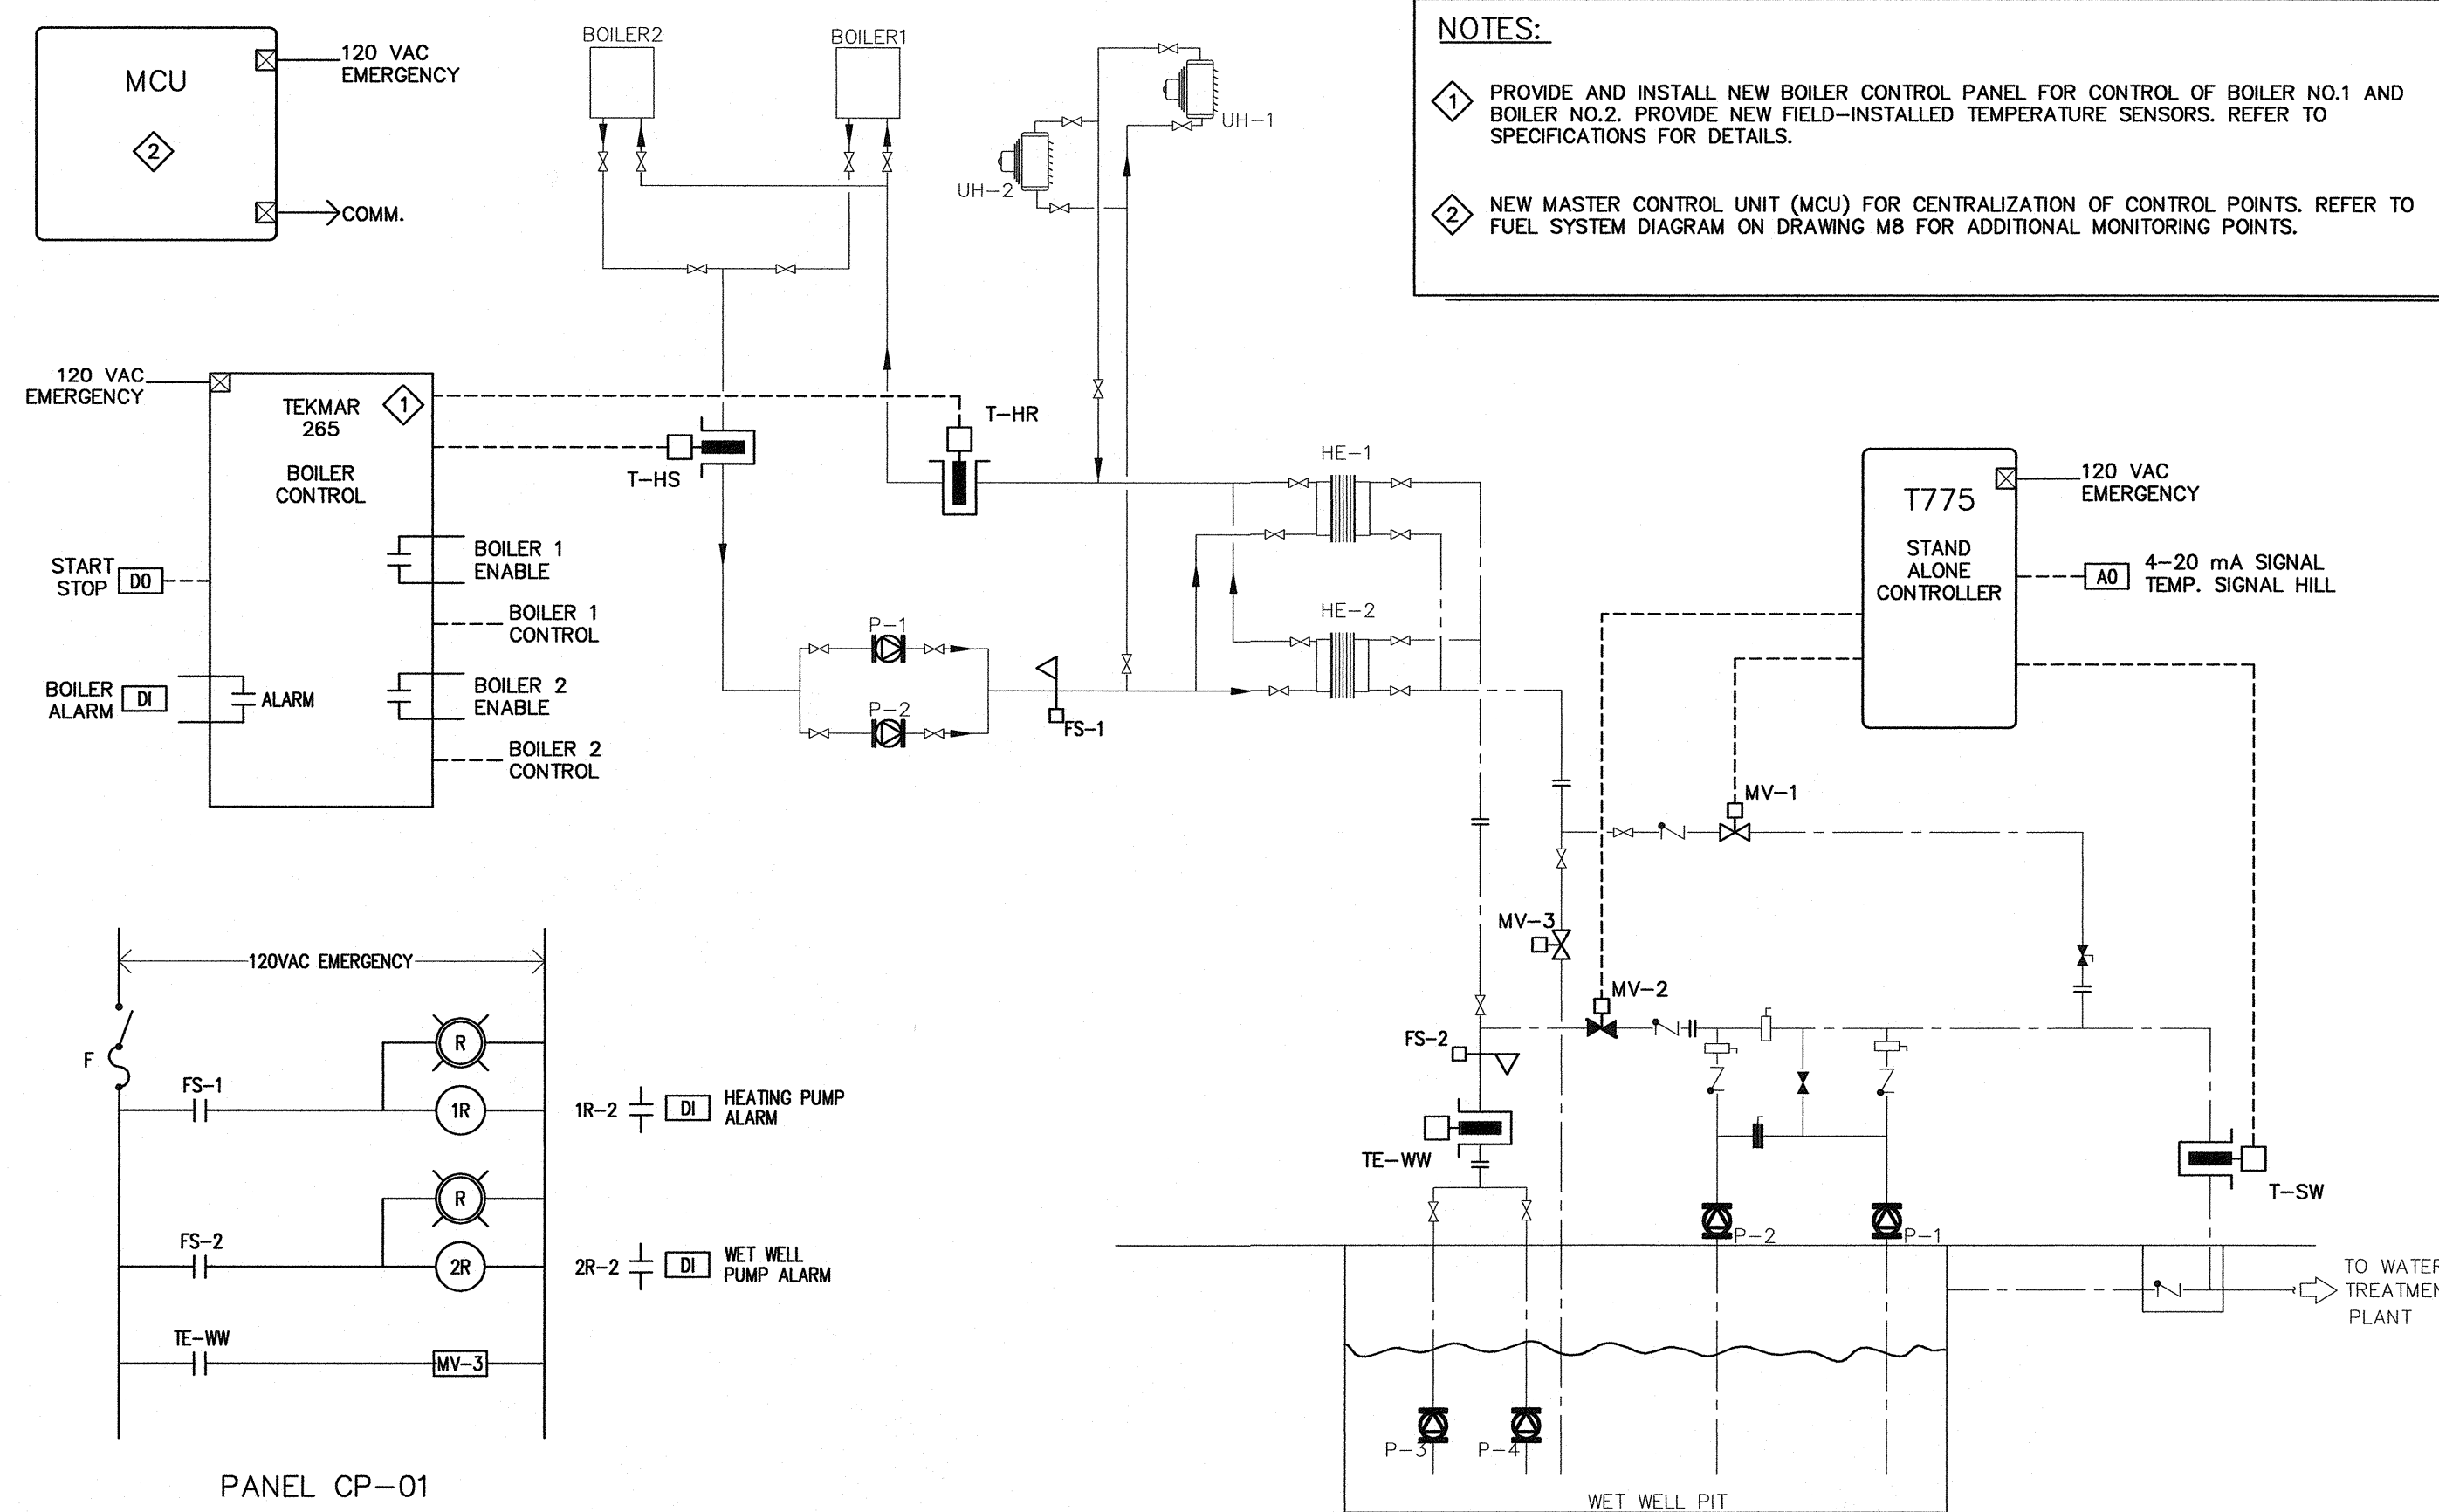 MCU
2
120 VAC
EMERGENCY
COMM.
BOILER2
BOILER1
UH-1
UH-2
NOTES:
1 PROVIDE AND INSTALL NEW BOILER CONTROL PANEL FOR CONTROL OF BOILER NO.1 AND
BOILER NO.2. PROVIDE NEW FIELD-INSTALLED TEMPERATURE SENSORS. REFER TO
SPECIFICATIONS FOR DETAILS.
2 NEW MASTER CONTROL UNIT (MCU) FOR CENTRALIZATION OF CONTROL POINTS. REFER TO
FUEL SYSTEM DIAGRAM ON DRAWING M8 FOR ADDITIONAL MONITORING POINTS.
120 VAC
EMERGENCY
TEKMAR
265
1
BOILER
CONTROL
START
STOP
DO
BOILER
ALARM
DI
ALARM
BOILER 1
ENABLE
BOILER 1
CONTROL
BOILER 2
ENABLE
BOILER 2
CONTROL
T-HS
T-HR
P-1
P-2
FS-1
HE-1
HE-2
T775
STAND
ALONE
CONTROLLER
120 VAC
EMERGENCY
AO
4-20 mA SIGNAL
TEMP. SIGNAL HILL
MV-1
MV-3
MV-2
FS-2
TE-WW
T-SW
P-2
P-1
P-3
P-4
WET WELL PIT
TO WATER
TREATMEN
PLANT
120VAC EMERGENCY
F
R
FS-1
1R
1R-2
DI
HEATING PUMP
ALARM
R
FS-2
2R
2R-2
DI
WET WELL
PUMP ALARM
TE-WW
MV-3
PANEL CP-01